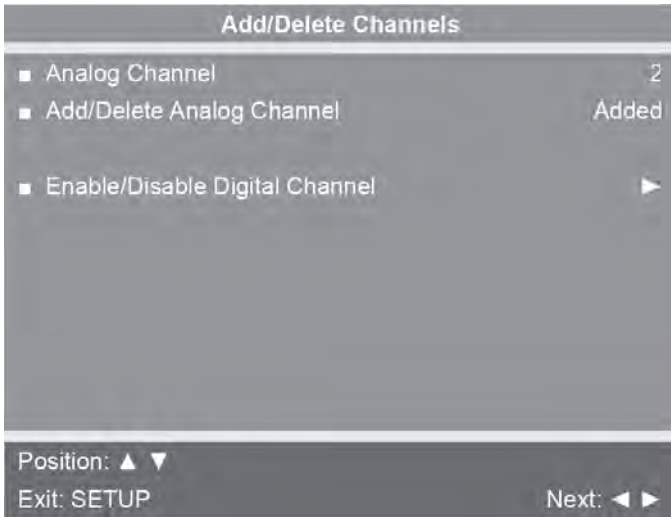 Add/Delete Channels
■ Analog Channel 2
■ Add/Delete Analog Channel Added
■ Enable/Disable Digital Channel ►
Position: ▲ ▼
Exit: SETUP Next: ◄ ►